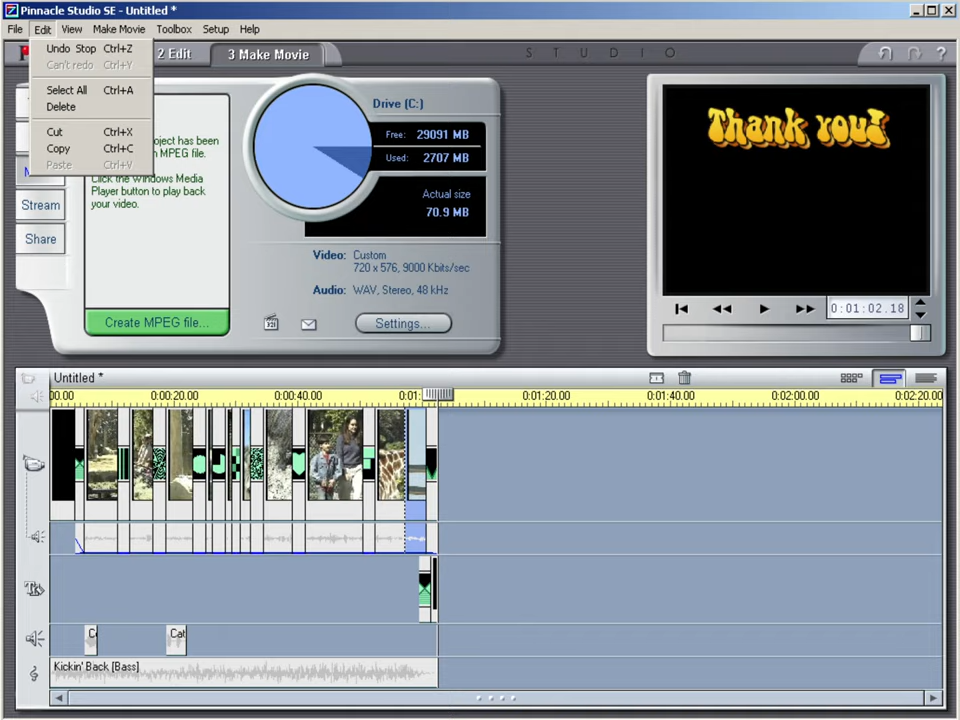 Pinnacle Studio SE - Untitled *
File Edit View Make Movie Toolbox Setup Help
Undo Stop Ctrl+Z
Can't redo Ctrl+Y
Select All Ctrl+A
Delete
Cut Ctrl+X
Copy Ctrl+C
Paste Ctrl+V
2 Edit
3 Make Movie
S T U D I O
oject has been
n MPEG file.
Click the Windows Media
Player button to play back
your video.
Stream
Share
Create MPEG file...
Drive (C:)
Free: 29091 MB
Used: 2707 MB
Actual size
70.9 MB
Video: Custom
720 x 576, 9000 Kbits/sec
Audio: WAV, Stereo, 48 kHz
Settings...
Thank You!
0:01:02.18
Untitled *
00.00 0:00:20.00 0:00:40.00 0:01: 0:01:20.00 0:01:40.00 0:02:00.00 0:02:20.00
Cat
Kickin' Back [Bass]